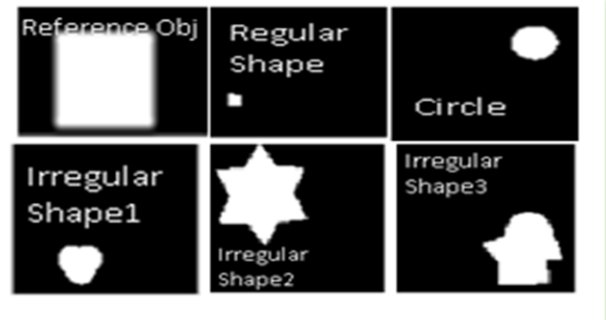 Reference Obj
Regular
Shape
Circle
Irregular
Shape1
Irregular
Shape2
Irregular
Shape3